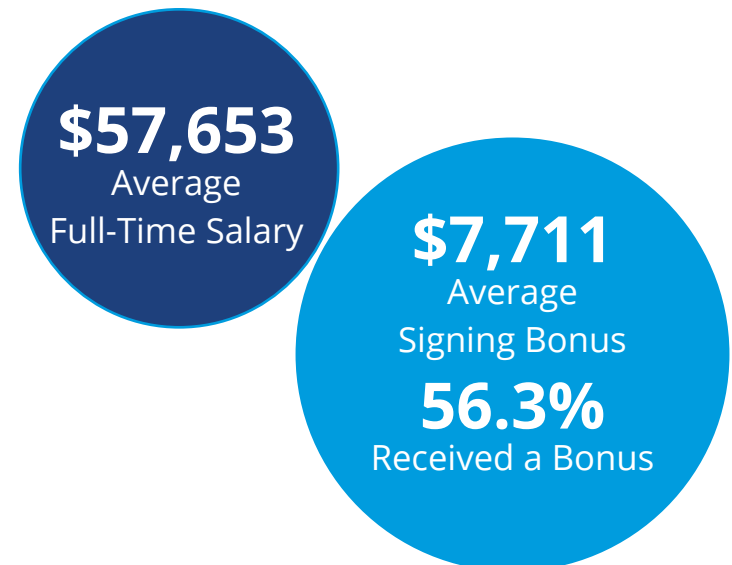 $57,653
Average
Full-Time Salary
$7,711
Average
Signing Bonus
56.3%
Received a Bonus